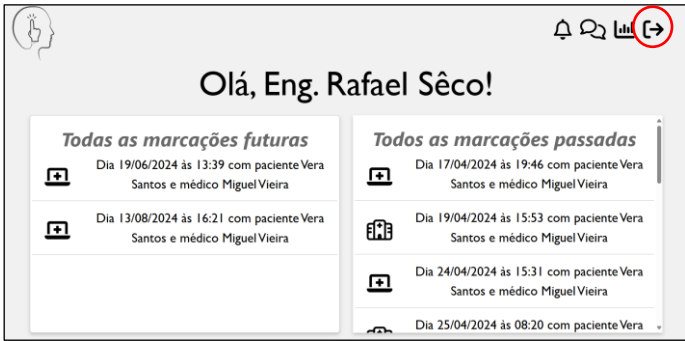 Olá, Eng. Rafael Sêco!
Todas as marcações futuras
Dia 19/06/2024 às 13:39 com paciente Vera
Santos e médico Miguel Vieira
Dia 13/08/2024 às 16:21 com paciente Vera
Santos e médico Miguel Vieira
Todos as marcações passadas
Dia 17/04/2024 às 19:46 com paciente Vera
Santos e médico Miguel Vieira
Dia 19/04/2024 às 15:53 com paciente Vera
Santos e médico Miguel Vieira
Dia 24/04/2024 às 15:31 com paciente Vera
Santos e médico Miguel Vieira
Dia 25/04/2024 às 08:20 com paciente Vera